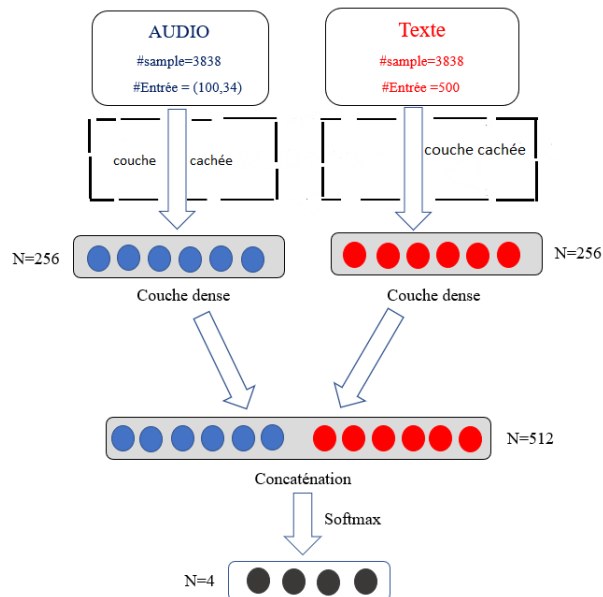 AUDIO
#sample=3838
#Entrée = (100,34)
Texte
#sample=3838
#Entrée=500
couche cachée
couche cachée
N=256
N=256
Couche dense
Couche dense
N=512
Concaténation
Softmax
N=4